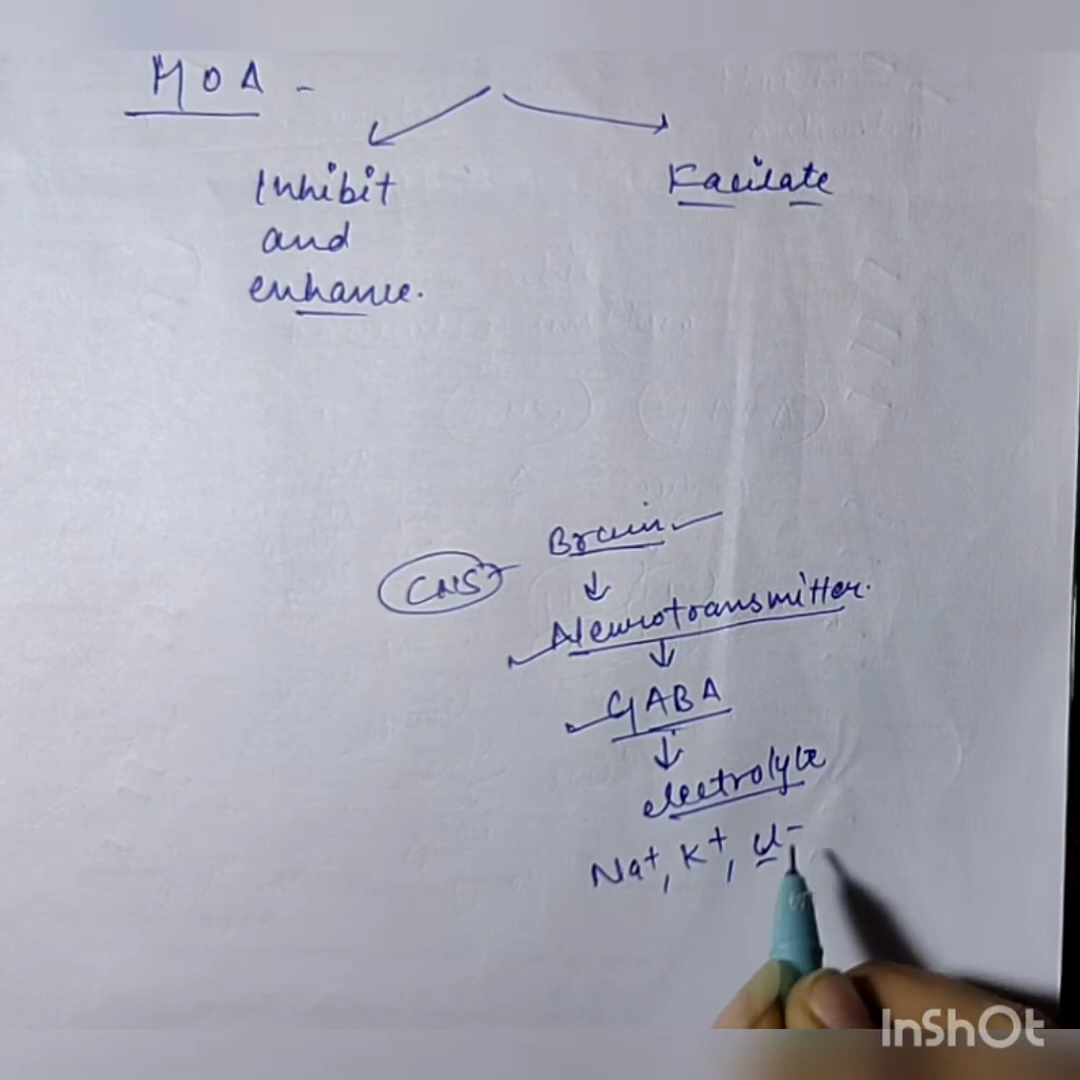 MOA -
Inhibit
and
enhance.
Facilate
Brain
CNS
Neurotransmitter.
GABA
electrolyte
Na+, K+, Cl-
InShOt